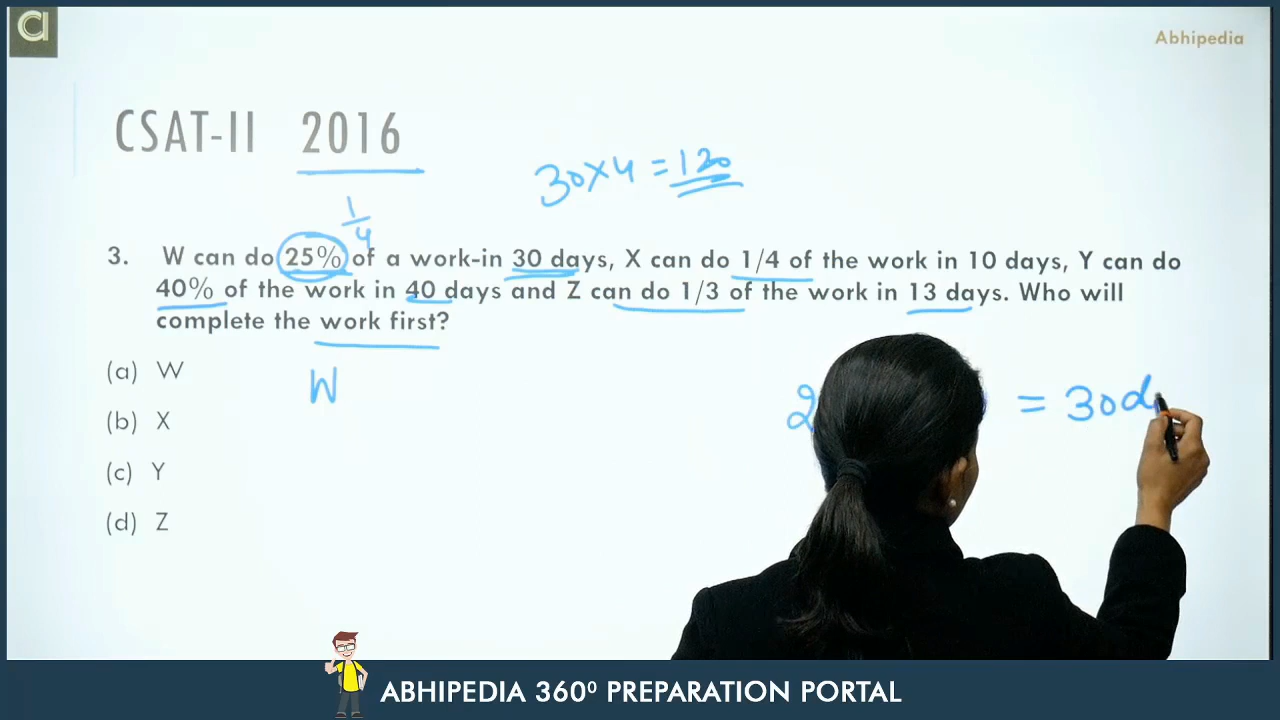 a
Abhipedia
CSAT-II 2016
30×4 = 120
1/4
3. W can do 25% of a work-in 30 days, X can do 1/4 of the work in 10 days, Y can do
40% of the work in 40 days and Z can do 1/3 of the work in 13 days. Who will
complete the work first?
(a) W
W
= 30d
(b) X
(c) Y
(d) Z
ABHIPEDIA 360⁰ PREPARATION PORTAL